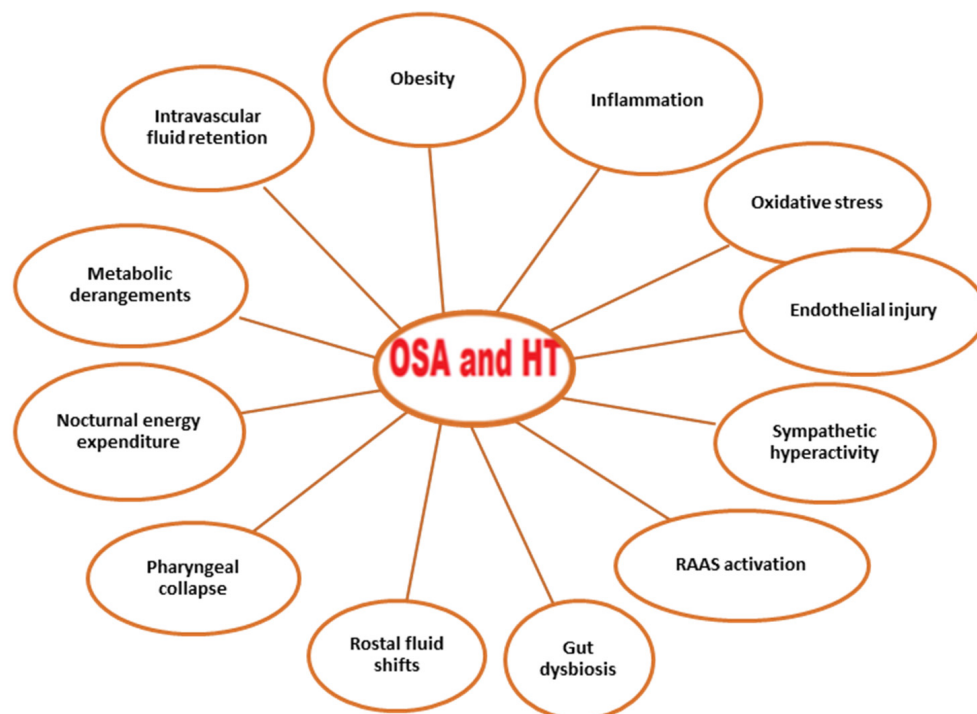 Obesity
Inflammation
Intravascular
fluid retention
Oxidative stress
Metabolic
derangements
Endothelial injury
OSA and HT
Nocturnal energy
expenditure
Sympathetic
hyperactivity
Pharyngeal
collapse
RAAS activation
Rostal fluid
shifts
Gut
dysbiosis